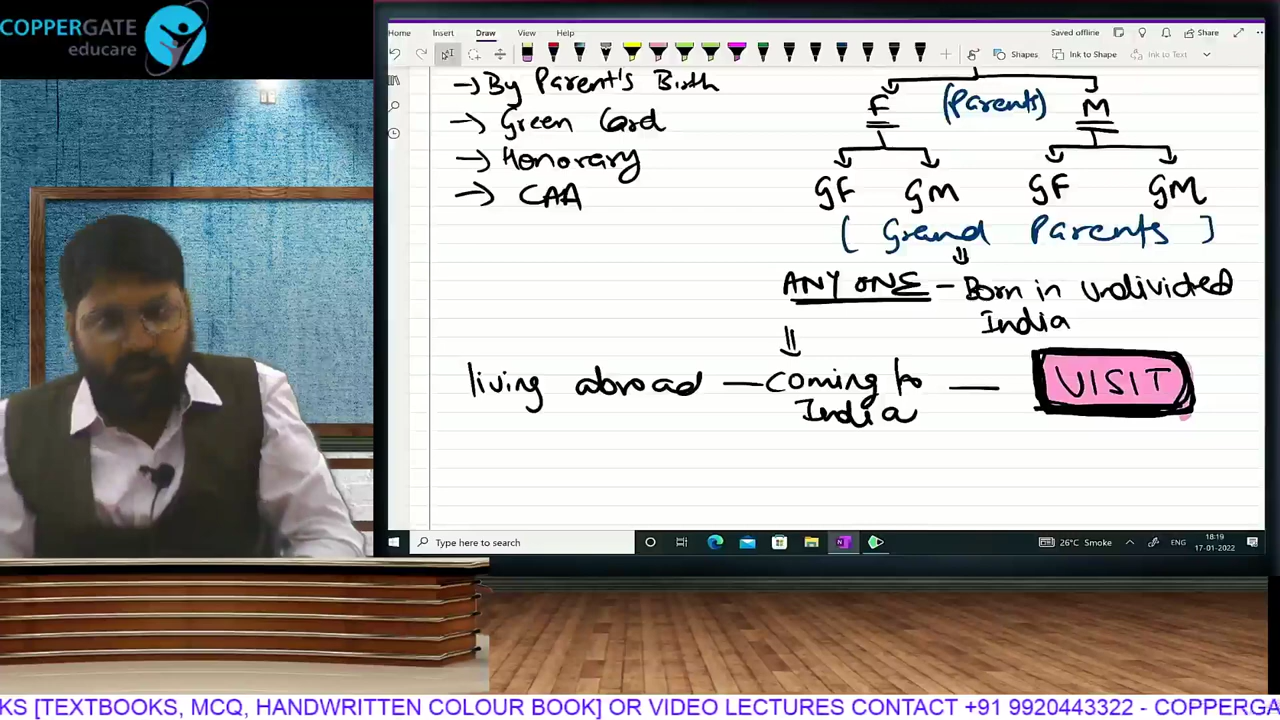 COPPERGATE
educare
Home Insert Draw View Help
Saved offline
Share
Shapes
Ink to Shape
Ink to Text
→ By Parent's Birth
→ Green Card
→ Honorary
→ CAA
F (Parents) M
GF GM GF GM
[ Grand Parents ]
ANY ONE - Born in Undivided
India
living abroad — Coming to — VISIT
India
Type here to search
26°C Smoke
ENG
18:19
17-01-2022
KS [TEXTBOOKS, MCQ, HANDWRITTEN COLOUR BOOK] OR VIDEO LECTURES CONTACT +91 9920443322 - COPPERGA